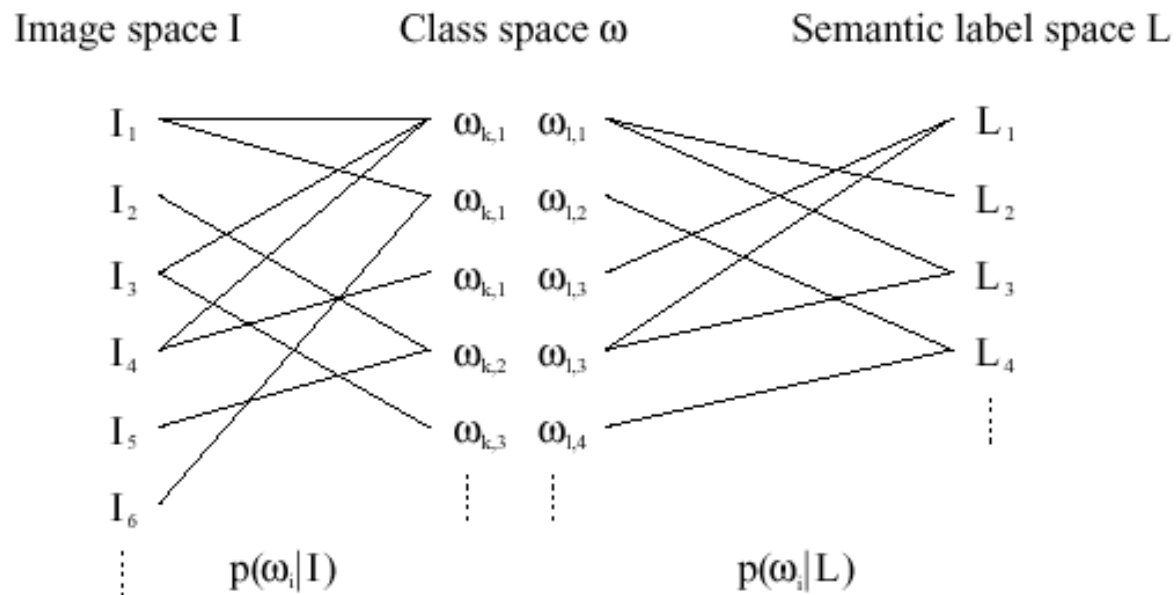 Image space I Class space ω Semantic label space L
I1 ωk,1 ωl,1 L1
I2 ωk,1 ωl,2 L2
I3 ωk,1 ωl,3 L3
I4 ωk,2 ωl,3 L4
I5 ωk,3 ωl,4
I6
p(ωi|I) p(ωi|L)